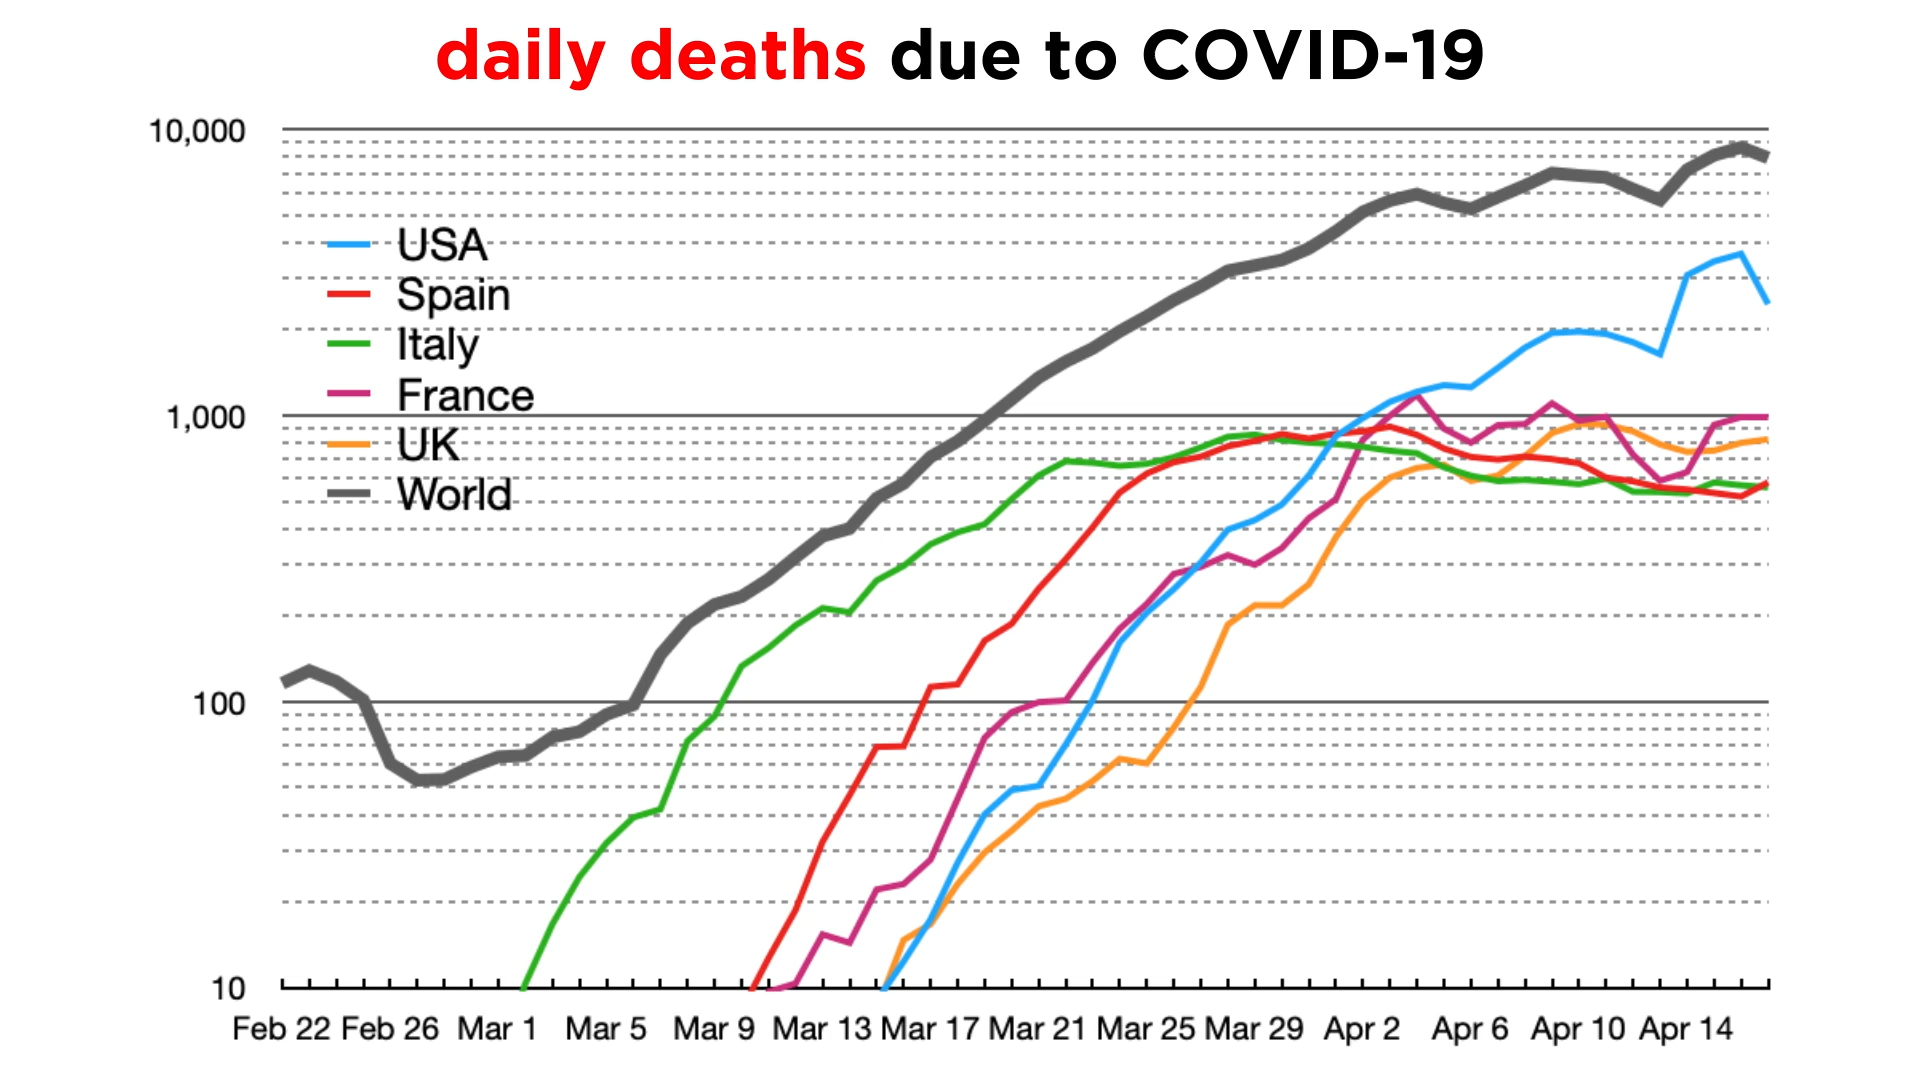 daily deaths due to COVID-19
10,000
USA
Spain
Italy
France
1,000
UK
World
100
10
Feb 22 Feb 26 Mar 1 Mar 5 Mar 9 Mar 13 Mar 17 Mar 21 Mar 25 Mar 29 Apr 2 Apr 6 Apr 10 Apr 14